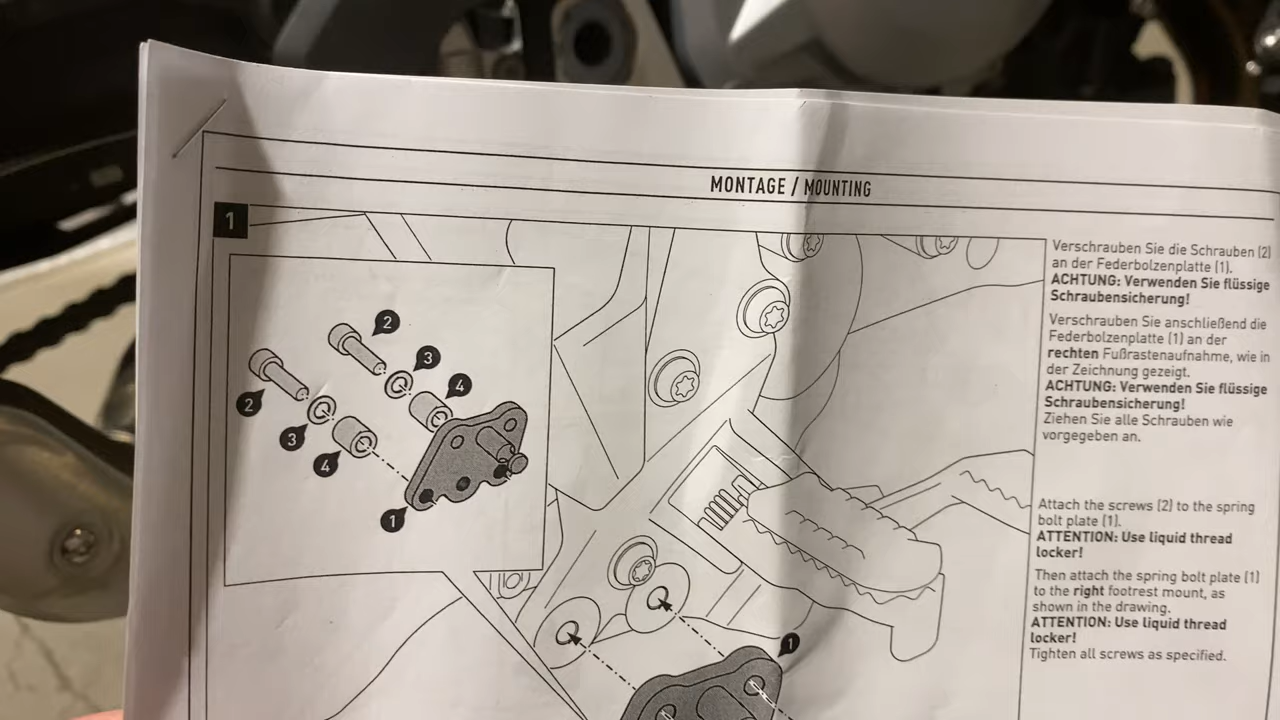 MONTAGE / MOUNTING
1
2
3
4
2
3
4
1
1
Verschrauben Sie die Schrauben (2)
an der Federbolzenplatte (1).
ACHTUNG: Verwenden Sie flüssige
Schraubensicherung!
Verschrauben Sie anschließend die
Federbolzenplatte (1) an der
rechten Fußrastenaufnahme, wie in
der Zeichnung gezeigt.
ACHTUNG: Verwenden Sie flüssige
Schraubensicherung!
Ziehen Sie alle Schrauben wie
vorgegeben an.
Attach the screws (2) to the spring
bolt plate (1).
ATTENTION: Use liquid thread
locker!
Then attach the spring bolt plate (1)
to the right footrest mount, as
shown in the drawing.
ATTENTION: Use liquid thread
locker!
Tighten all screws as specified.